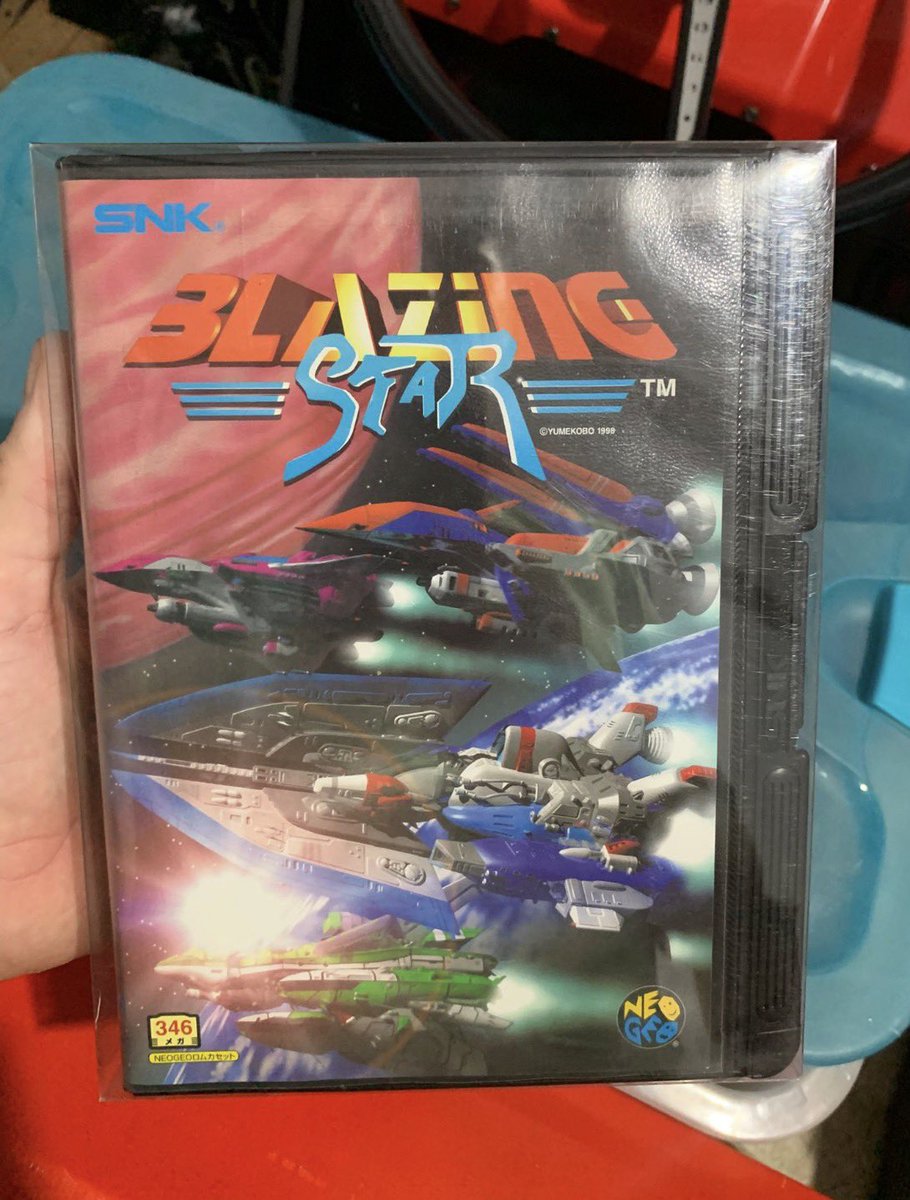 SNK®
BLAZING
STAR
TM
©YUMEKOBO 1998
346
メガ
NEOGEOロムカセット
NEO
GEO®